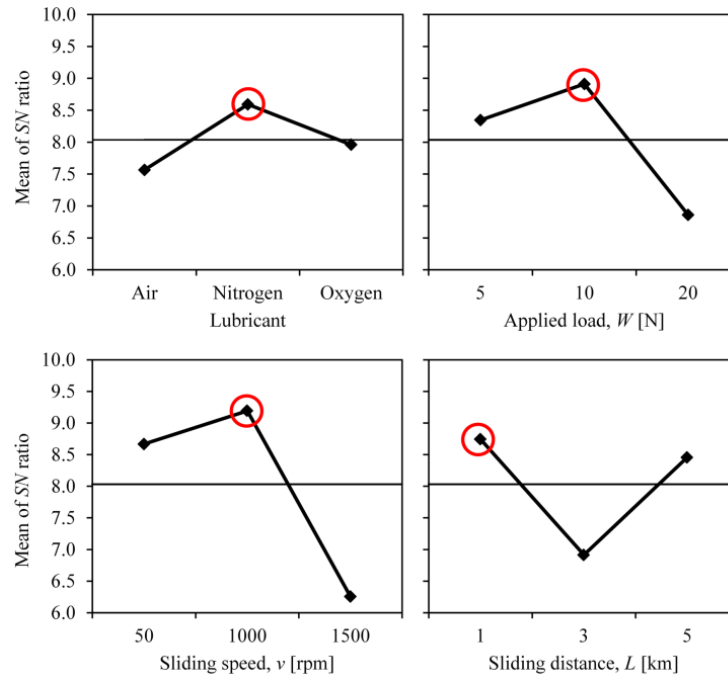 Mean of SN ratio
10.0
9.5
9.0
8.5
8.0
7.5
7.0
6.5
6.0
Air Nitrogen Oxygen
Lubricant
5 10 20
Applied load, W [N]
Mean of SN ratio
10.0
9.5
9.0
8.5
8.0
7.5
7.0
6.5
6.0
50 1000 1500
Sliding speed, v [rpm]
1 3 5
Sliding distance, L [km]